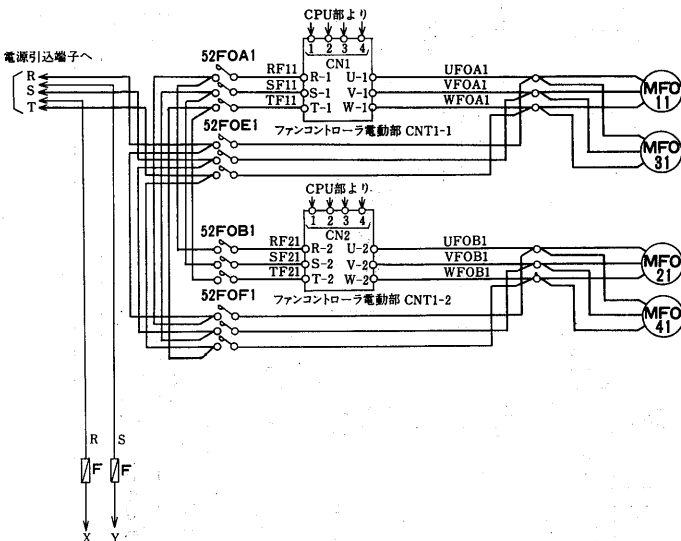 CPU部より
1 2 3 4
電源引込端子へ
52FOA1
CN1
R
S
T
RF11
SF11
TF11
R-1 U-1
S-1 V-1
T-1 W-1
UFOA1
VFOA1
WFOA1
MFO
11
52FOE1
ファンコントローラ電動部 CNT1-1
MFO
31
CPU部より
1 2 3 4
CN2
52FOB1
RF21
SF21
TF21
R-2 U-2
S-2 V-2
T-2 W-2
UFOB1
VFOB1
WFOB1
MFO
21
52FOF1
ファンコントローラ電動部 CNT1-2
MFO
41
R S
F F
X Y